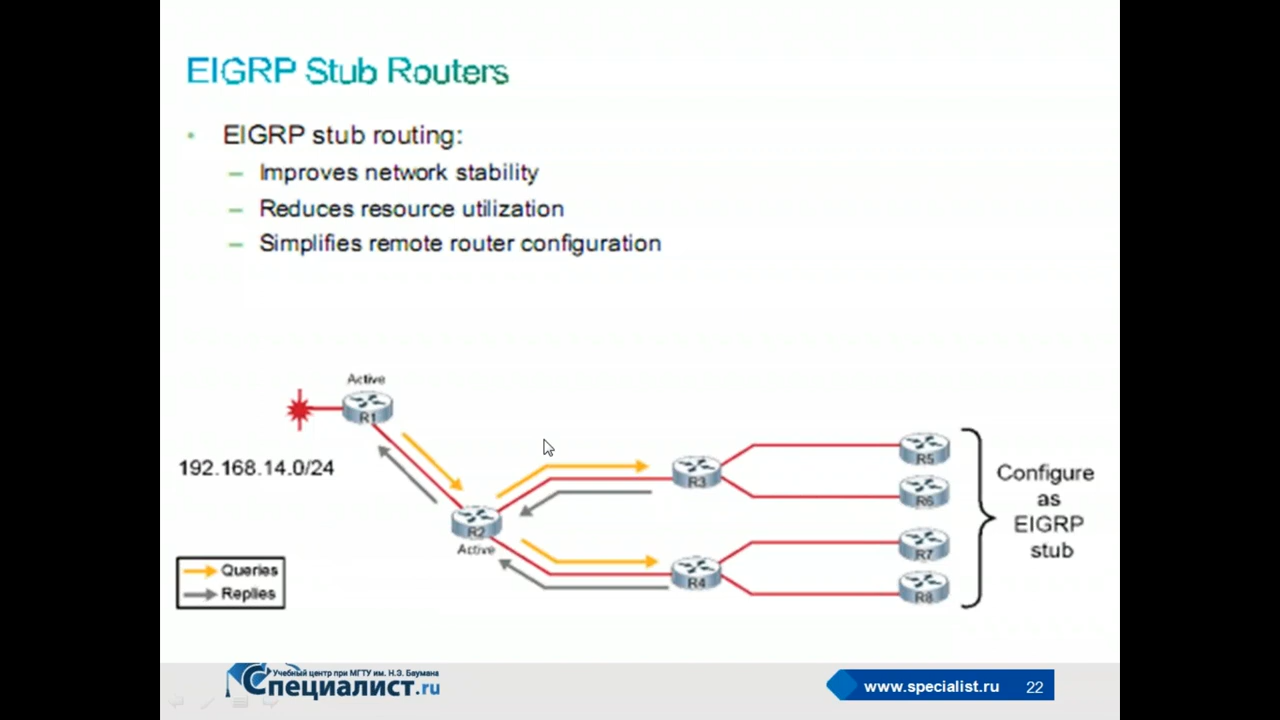 EIGRP Stub Routers
• EIGRP stub routing:
– Improves network stability
– Reduces resource utilization
– Simplifies remote router configuration
Active
R1
192.168.14.0/24
R2
Active
R3
R4
R5
R6
R7
R8
Configure
as
EIGRP
stub
Queries
Replies
Учебный центр при МГТУ им. Н.Э. Баумана
Специалист.ru
www.specialist.ru
22